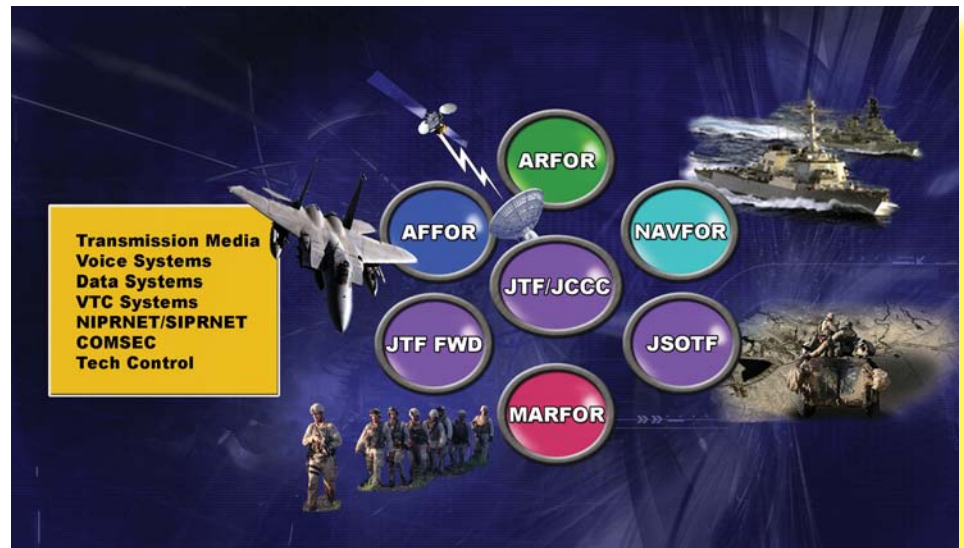 Transmission Media
Voice Systems
Data Systems
VTC Systems
NIPRNET/SIPRNET
COMSEC
Tech Control
ARFOR
AFFOR
NAVFOR
JTF/JCCC
JTF FWD
JSOTF
MARFOR